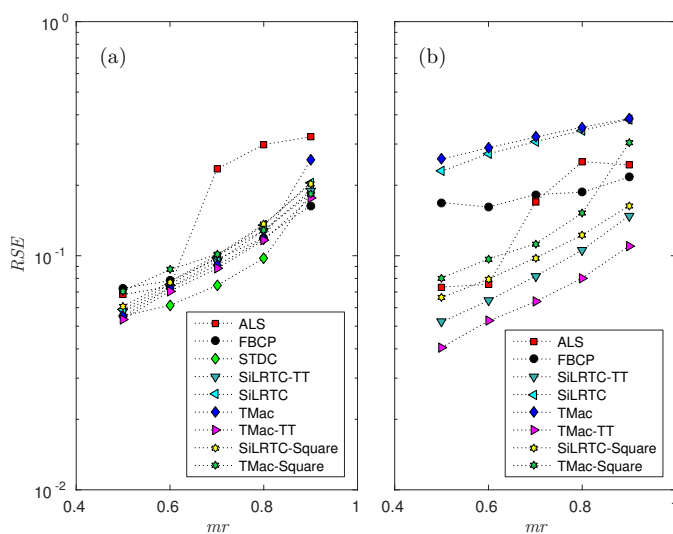 (a)
RSE
10^0
10^-1
10^-2
ALS
FBCP
STDC
SiLRTC-TT
SiLRTC
TMac
TMac-TT
SiLRTC-Square
TMac-Square
0.4 0.6 0.8 1
mr
(b)
ALS
FBCP
SiLRTC-TT
SiLRTC
TMac
TMac-TT
SiLRTC-Square
TMac-Square
0.4 0.6 0.8 1
mr